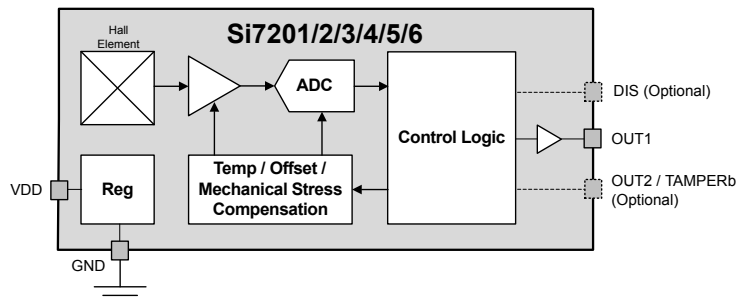 Si7201/2/3/4/5/6
Hall
Element
ADC
Control Logic
DIS (Optional)
OUT1
OUT2 / TAMPERb
(Optional)
Temp / Offset /
Mechanical Stress
Compensation
VDD
Reg
GND